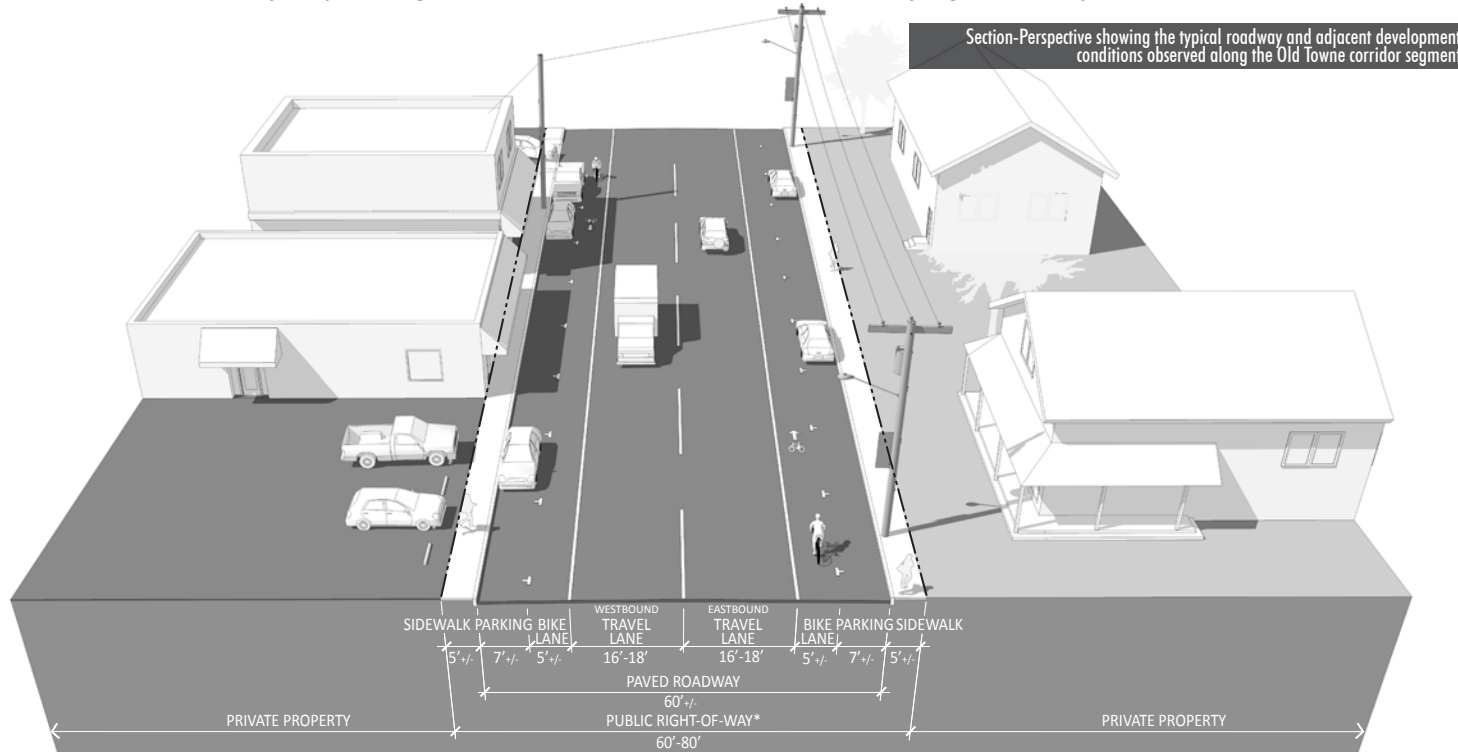 Section-Perspective showing the typical roadway and adjacent development
conditions observed along the Old Towne corridor segment
WESTBOUND EASTBOUND
SIDEWALK PARKING BIKE TRAVEL TRAVEL BIKE PARKING SIDEWALK
LANE LANE LANE LANE
5'+/- 7'+/- 5'+/- 16'-18' 16'-18' 5'+/- 7'+/- 5'+/-
PAVED ROADWAY
60'+/-
PRIVATE PROPERTY PUBLIC RIGHT-OF-WAY* PRIVATE PROPERTY
60'-80'